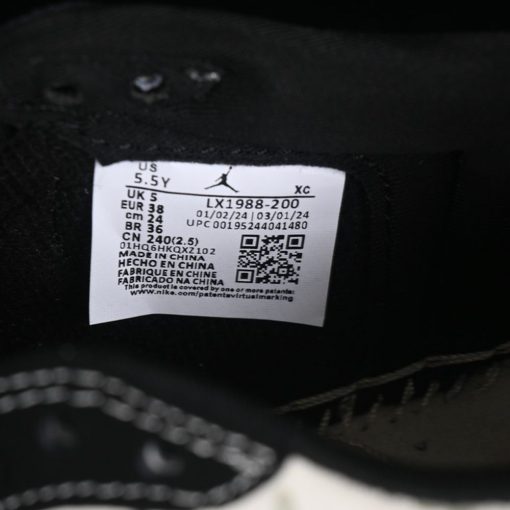 US
5.5Y XC
UK 5 LX1988-200
EUR 38 01/02/24 | 03/01/24
cm 24 UPC 00195244041480
BR 36
CN 240(2.5)
01HQ6HKQXZ102
MADE IN CHINA
HECHO EN CHINA
FABRIQUE EN CHINE
FABRICADO NA CHINA
This product is covered by one or more patents:
www.nike.com/patentsvirtualmarking